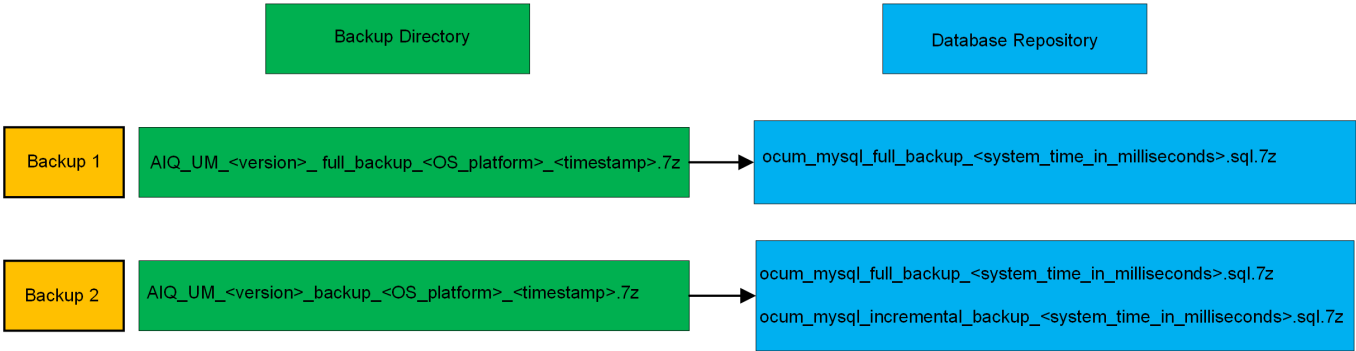 Backup Directory
Database Repository
Backup 1
AIQ_UM_<version>_ full_backup_<OS_platform>_<timestamp>.7z
ocum_mysql_full_backup_<system_time_in_milliseconds>.sql.7z
Backup 2
AIQ_UM_<version>_backup_<OS_platform>_<timestamp>.7z
ocum_mysql_full_backup_<system_time_in_milliseconds>.sql.7z
ocum_mysql_incremental_backup_<system_time_in_milliseconds>.sql.7z